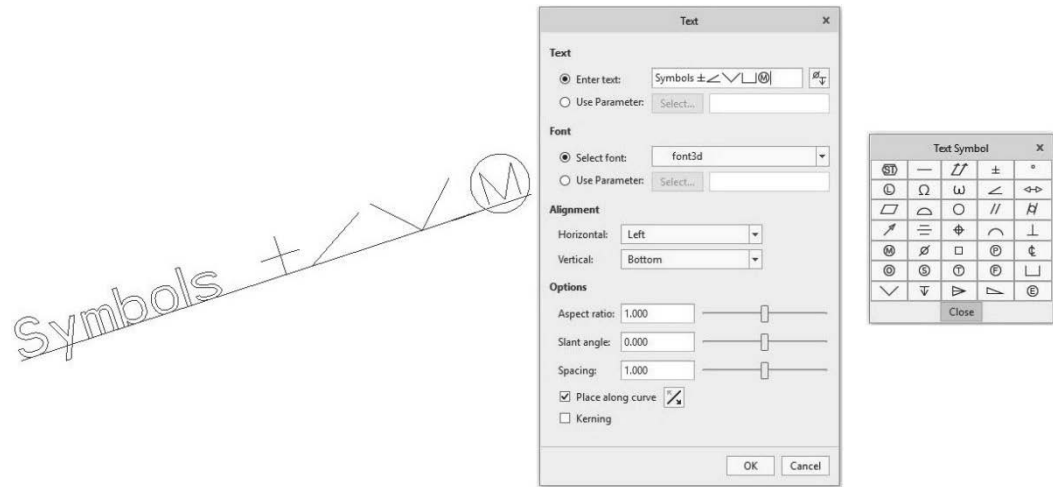 Symbols ± ∠ ∨ _ Ⓜ
Text ×
Text
Enter text: Symbols ±∠∨⊔Ⓜ
Use Parameter: Select...
Font
Select font: font3d
Use Parameter: Select...
Alignment
Horizontal: Left
Vertical: Bottom
Options
Aspect ratio: 1.000
Slant angle: 0.000
Spacing: 1.000
Place along curve
Kerning
OK Cancel
Text Symbol ×
ST — ± °
Ⓛ Ω ω ∠
▱ ⌓ ○ // ⌭
↗ ⌯ ⌖ ⌒ ⊥
Ⓜ ⌀ □ Ⓟ ℄
◎ Ⓢ Ⓣ Ⓕ ⊔
∨ ↧ Ⓔ
Close